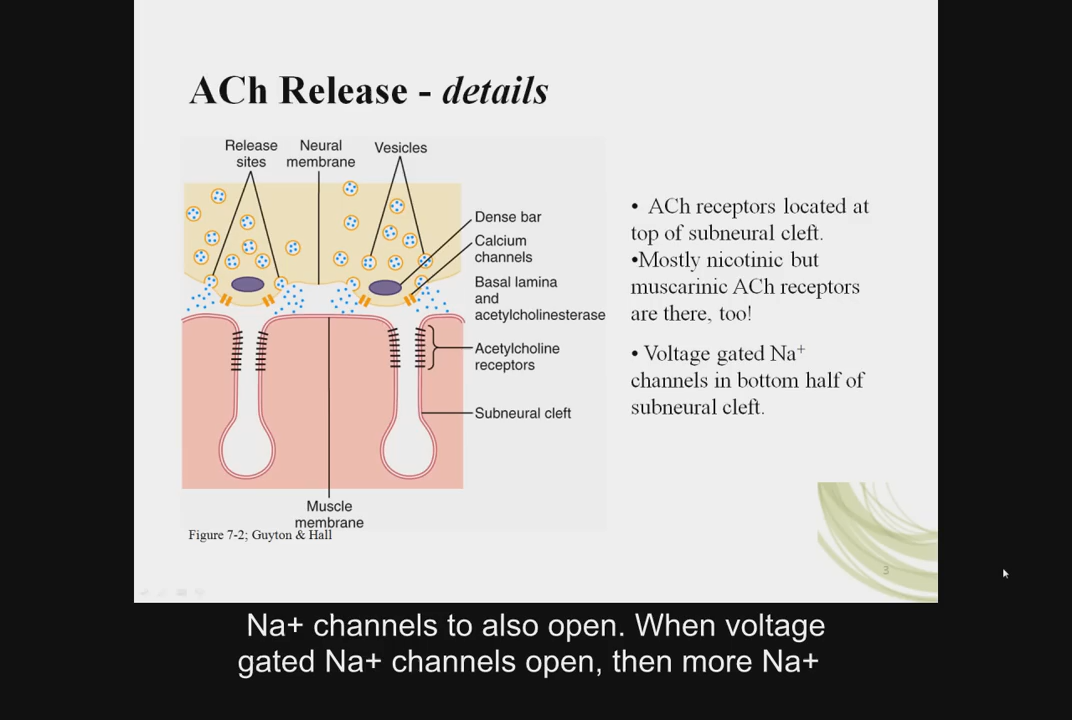 ACh Release - details
Release
sites
Neural
membrane
Vesicles
Dense bar
Calcium
channels
Basal lamina
and
acetylcholinesterase
Acetylcholine
receptors
Subneural cleft
Muscle
membrane
Figure 7-2; Guyton & Hall
• ACh receptors located at
top of subneural cleft.
•Mostly nicotinic but
muscarinic ACh receptors
are there, too!
• Voltage gated Na⁺
channels in bottom half of
subneural cleft.
3
Na+ channels to also open. When voltage
gated Na+ channels open, then more Na+